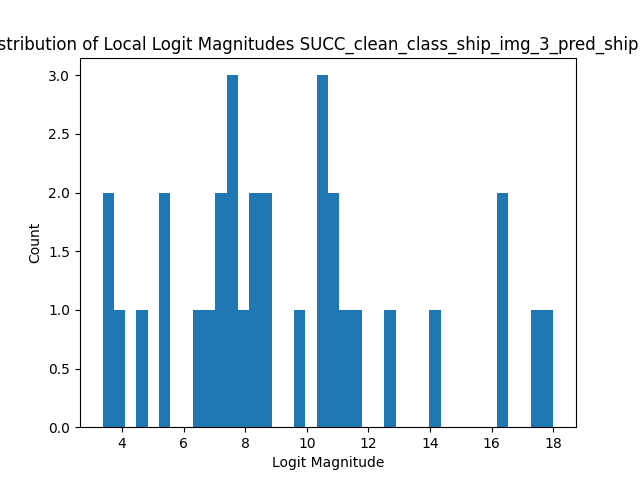 stribution of Local Logit Magnitudes SUCC_clean_class_ship_img_3_pred_ship
3.0
2.5
2.0
1.5
1.0
0.5
0.0
Count
4 6 8 10 12 14 16 18
Logit Magnitude